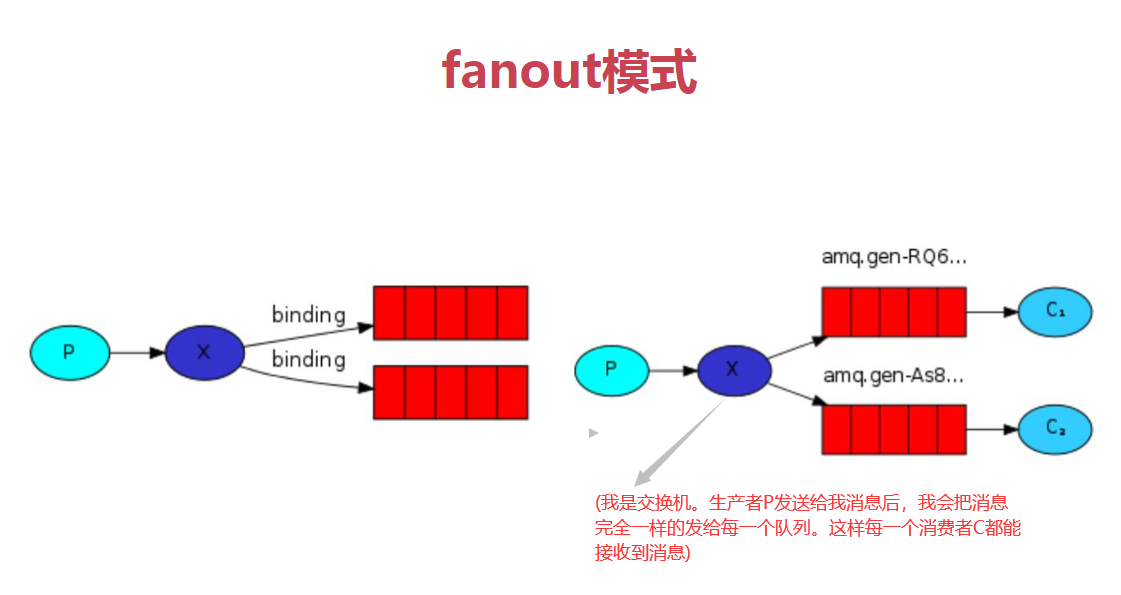 fanout模式
P
X
binding
binding
amq.gen-RQ6...
C₁
P
X
amq.gen-As8...
C₂
(我是交换机。生产者P发送给我消息后，我会把消息
完全一样的发给每一个队列。这样每一个消费者C都能
接收到消息)